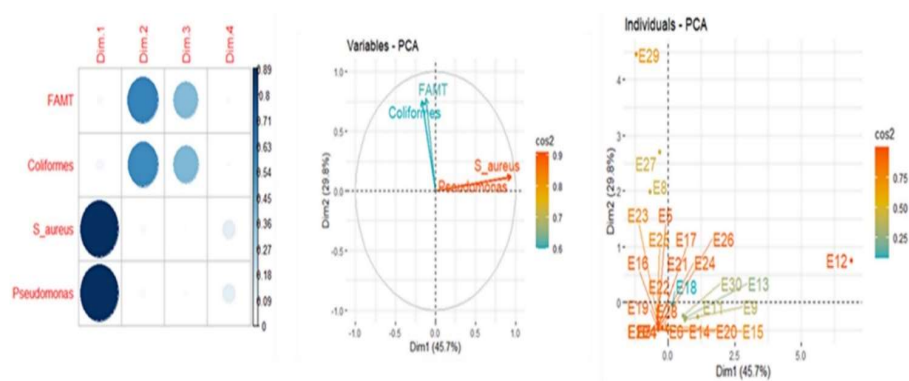 Dim.1
Dim.2
Dim.3
Dim.4
FAMT
Coliformes
S_aureus
Pseudomonas
0.89
0.8
0.71
0.63
0.54
0.45
0.36
0.27
0.18
0.09
0
Variables - PCA
Dim2 (29.8%)
1.0
0.5
0.0
-0.5
-1.0
FAMT
Coliformes
S_aureus
Pseudomonas
-1.0 -0.5 0.0 0.5 1.0
Dim1 (45.7%)
cos2
0.9
0.8
0.7
0.6
Individuals - PCA
Dim2 (29.8%)
4
3
2
1
0
E29
E27
E8
E23 E5
E25 E17 E26
E16 E21 E24 E12
E22 E18 E30 E13
E19 E28 E11 E9
E6 E14 E20 E15
0.0 2.5 5.0
Dim1 (45.7%)
cos2
0.75
0.50
0.25